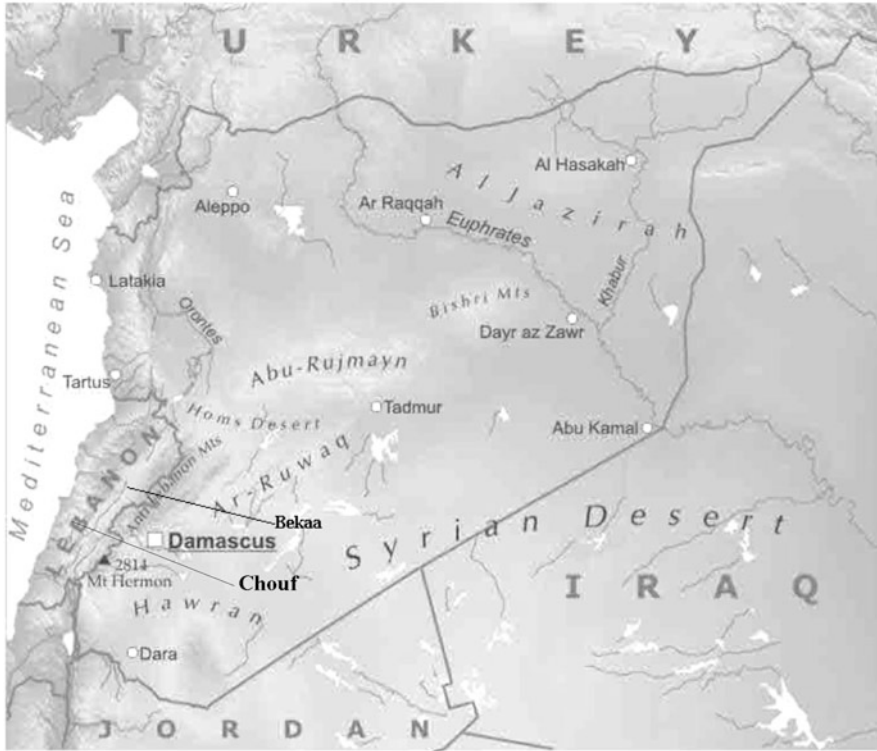 TURKEY
Al Hasakah
Al Jazirah
Aleppo
Ar Raqqah
Euphrates
Mediterranean Sea
Latakia
Khabur
Bishri Mts
Orontes
Dayr az Zawr
Abu-Rujmayn
Tartus
Tadmur
Homs Desert
Abu Kamal
LEBANON
Anti-Lebanon Mts
Ar-Ruwaq
Bekaa
Syrian Desert
Damascus
2814
Mt Hermon
Chouf
IRAQ
Hawran
Dara
JORDAN